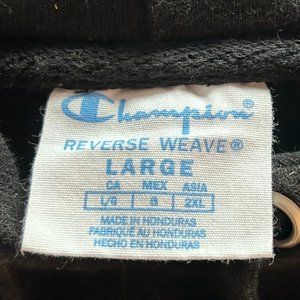 Champion®
REVERSE WEAVE®
LARGE
CA MEX ASIA
L/G G 2XL
MADE IN HONDURAS
FABRIQUÉ AU HONDURAS
HECHO EN HONDURAS